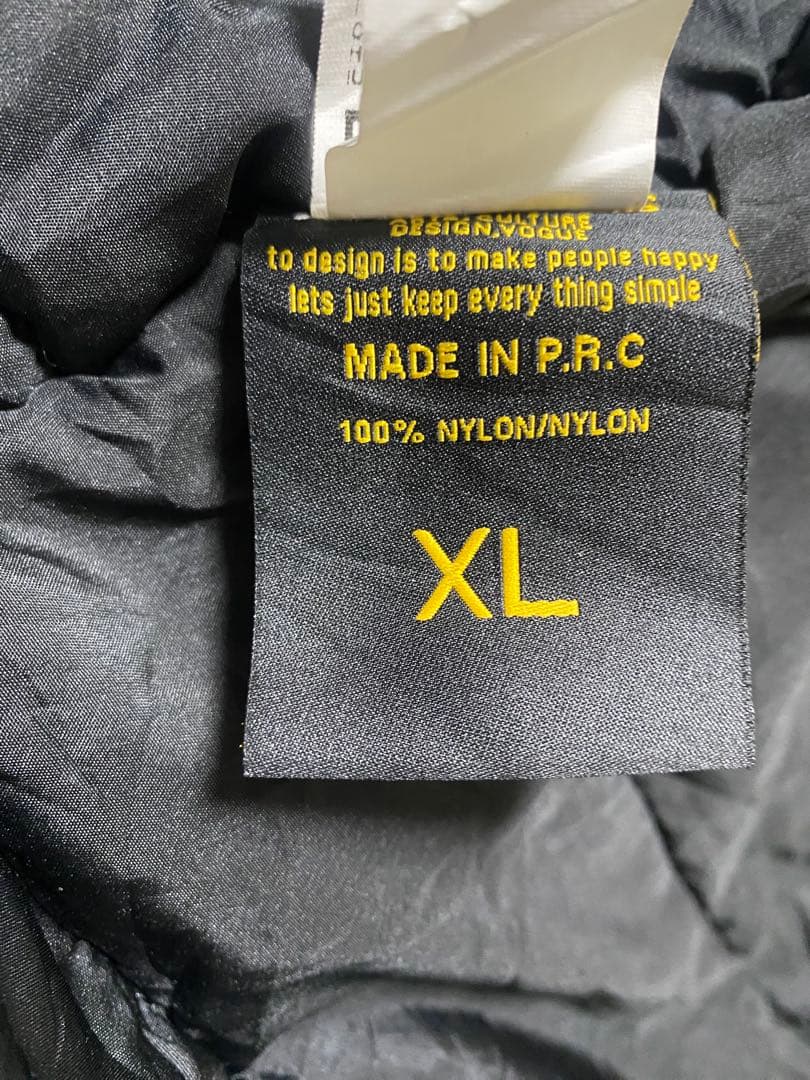 CULTURE
DESIGN,VOGUE
to design is to make people happy
lets just keep every thing simple
MADE IN P.R.C
100% NYLON/NYLON
XL